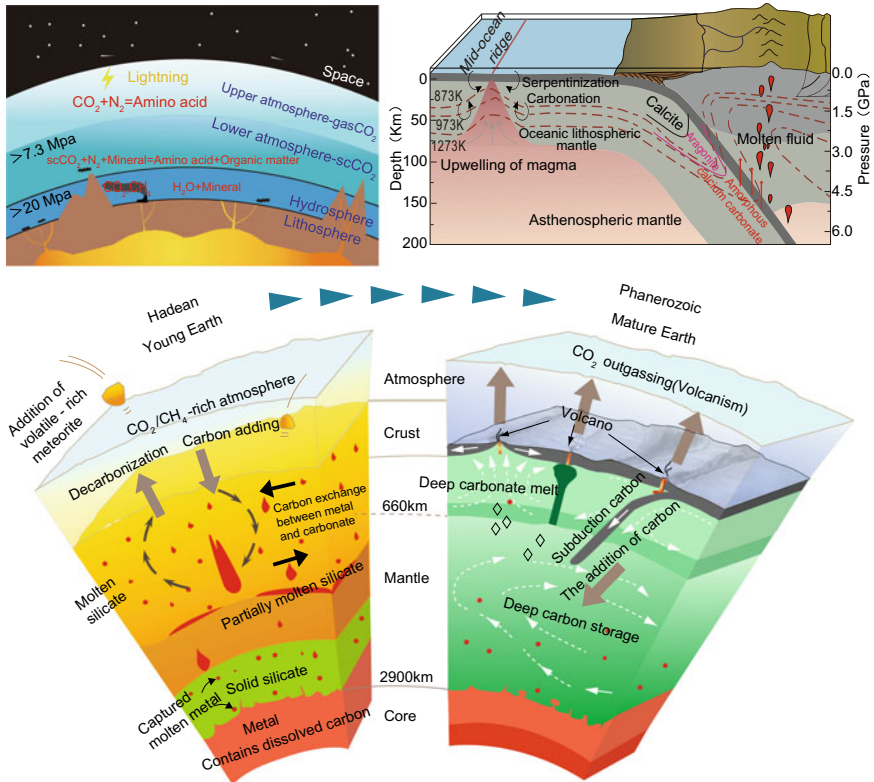 Space
Lightning
CO₂+N₂=Amino acid
Upper atmosphere-gasCO₂
Lower atmosphere-scCO₂
>7.3 Mpa
scCO₂+N₂+Mineral=Amino acid+Organic matter
H₂O+Mineral
>20 Mpa
Hydrosphere
Lithosphere
Mid-ocean
ridge
0
50
100
150
200
Depth (Km)
873K
973K
1273K
Serpentinization
Carbonation
Oceanic lithospheric
mantle
Upwelling of magma
Asthenospheric mantle
Calcite
Aragonite
Amorphous
calcium carbonate
Molten fluid
0.0
1.5
3.0
4.5
6.0
Pressure (GPa)
Hadean
Young Earth
Phanerozoic
Mature Earth
Addition of
volatile - rich
meteorite
CO₂/CH₄-rich atmosphere
Decarbonization
Carbon adding
Carbon exchange
between metal
and carbonate
Molten
silicate
Partially molten silicate
Captured
molten metal
Solid silicate
Metal
Contains dissolved carbon
Atmosphere
Crust
660km
Mantle
2900km
Core
CO₂ outgassing(Volcanism)
Volcano
Deep carbonate melt
Subduction carbon
The addition of carbon
Deep carbon storage